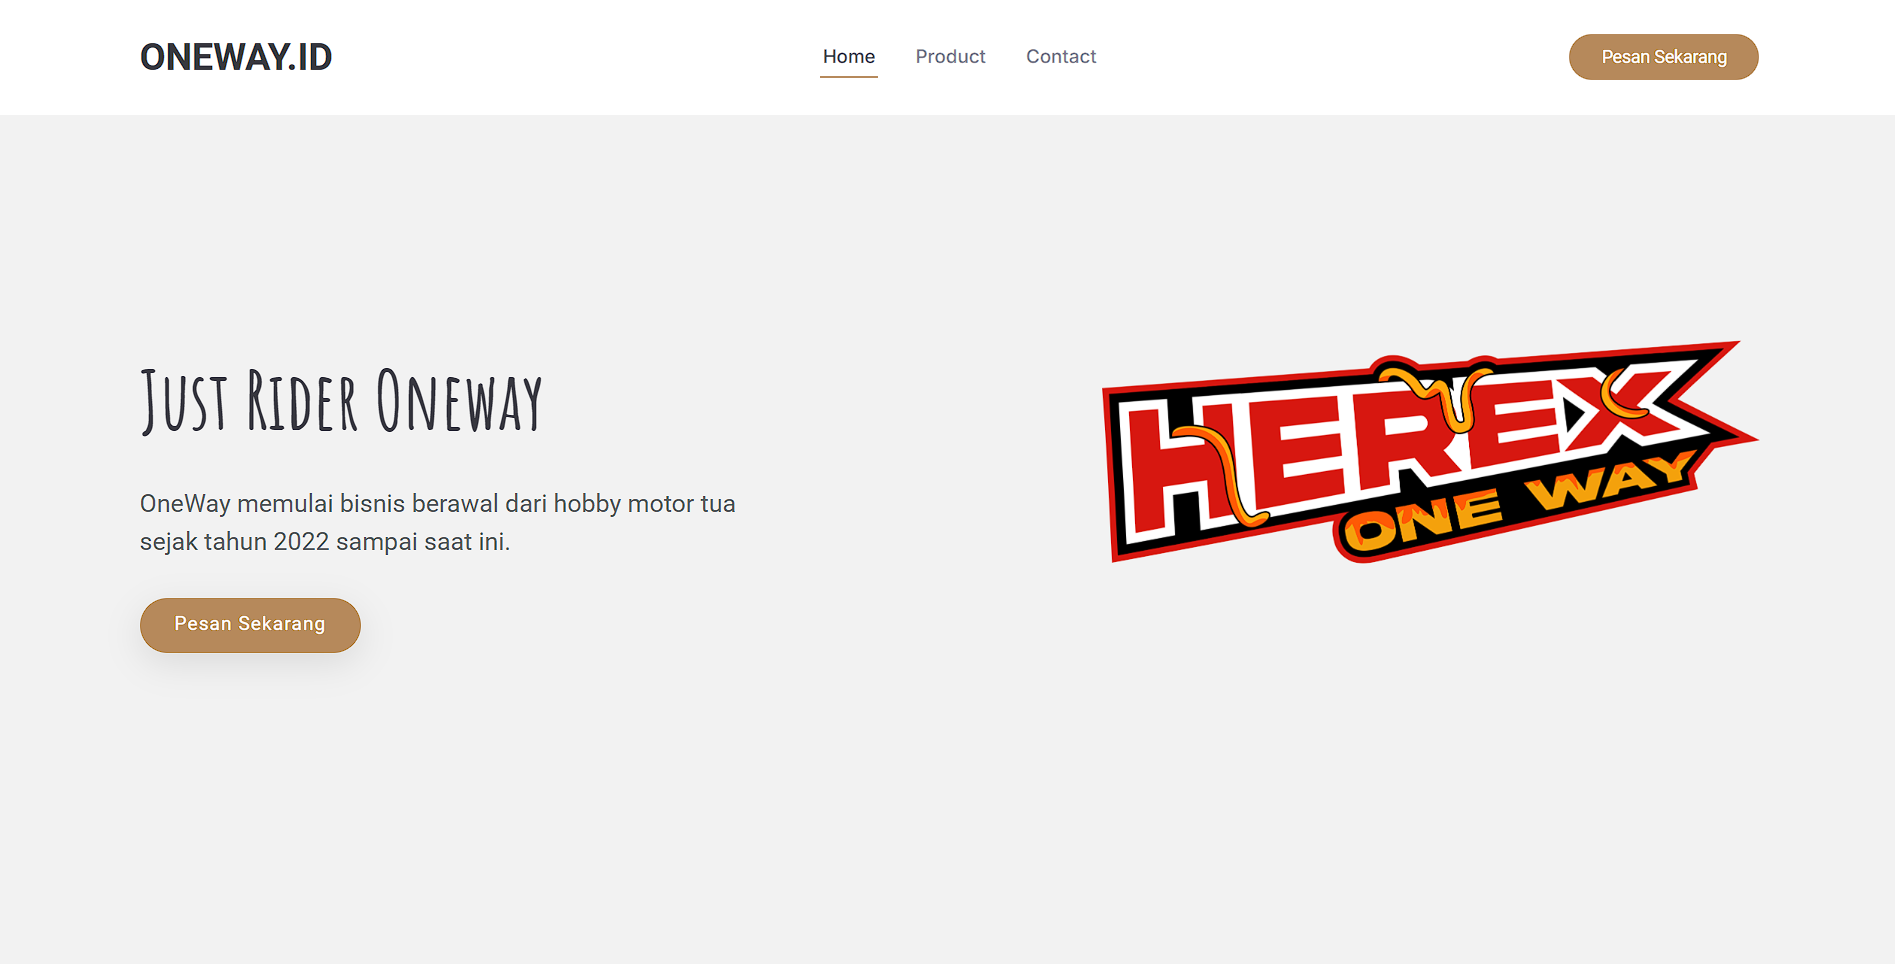 ONEWAY.ID
Home Product Contact
Pesan Sekarang
Just Rider Oneway
OneWay memulai bisnis berawal dari hobby motor tua
sejak tahun 2022 sampai saat ini.
Pesan Sekarang
HEREX
ONE WAY